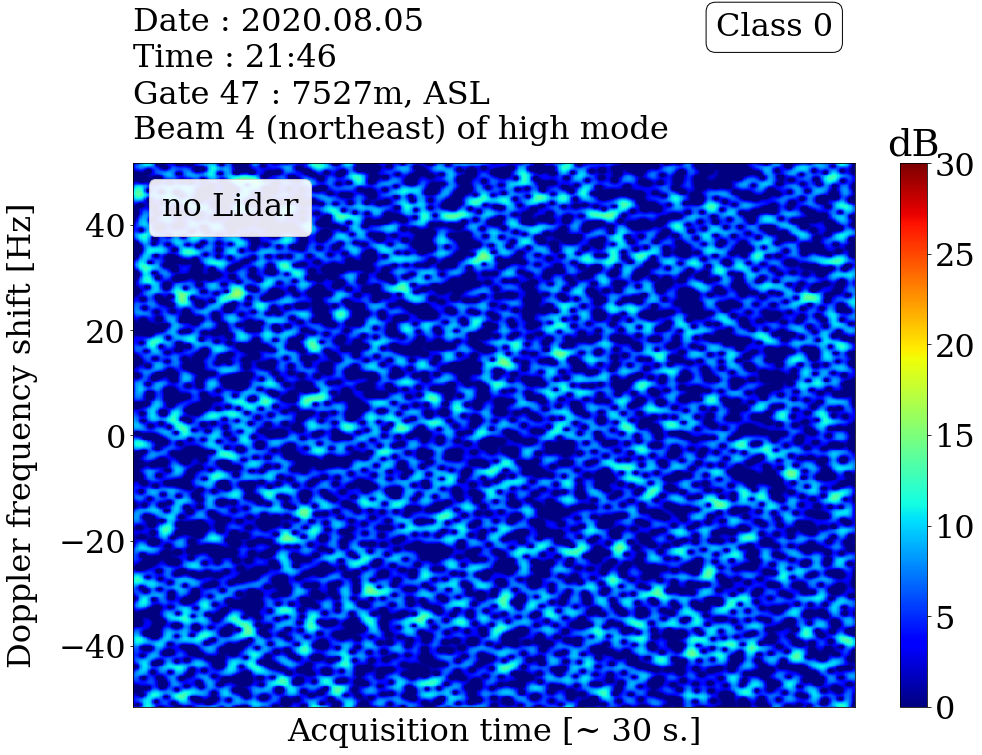 Date : 2020.08.05
Time : 21:46
Gate 47 : 7527m, ASL
Beam 4 (northeast) of high mode
Class 0
dB
no Lidar
Doppler frequency shift [Hz]
40
20
0
−20
−40
Acquisition time [~ 30 s.]
30
25
20
15
10
5
0